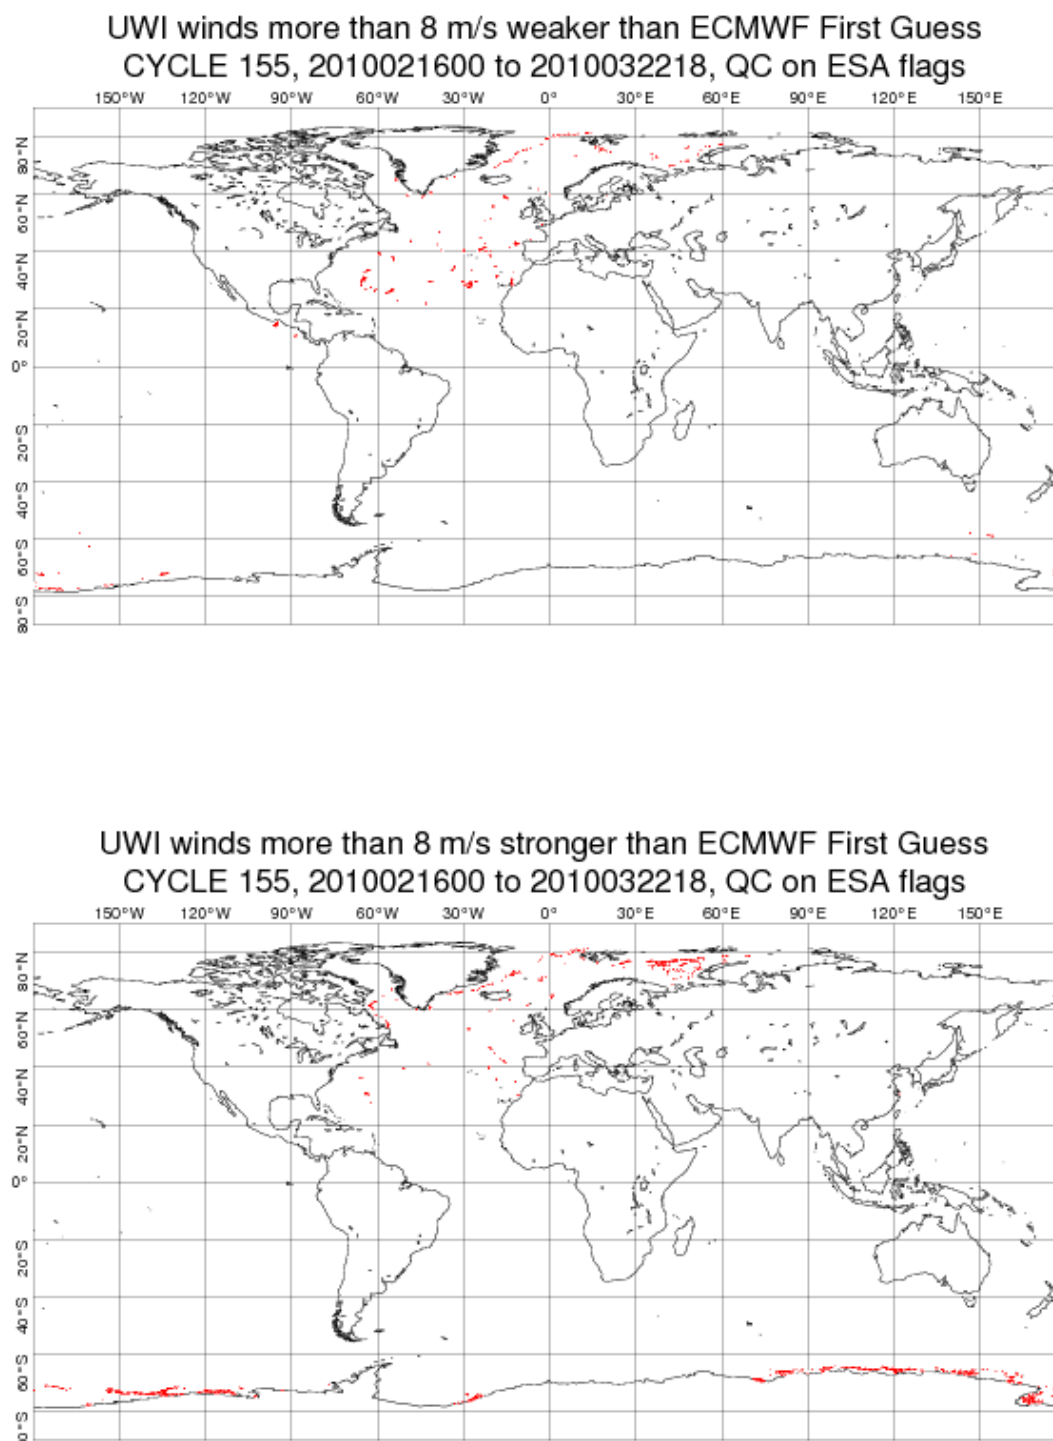 UWI winds more than 8 m/s weaker than ECMWF First Guess
CYCLE 155, 2010021600 to 2010032218, QC on ESA flags
150°W 120°W 90°W 60°W 30°W 0° 30°E 60°E 90°E 120°E 150°E
80°N
60°N
40°N
20°N
0°
20°S
40°S
60°S
80°S
UWI winds more than 8 m/s stronger than ECMWF First Guess
CYCLE 155, 2010021600 to 2010032218, QC on ESA flags
150°W 120°W 90°W 60°W 30°W 0° 30°E 60°E 90°E 120°E 150°E
80°N
60°N
40°N
20°N
0°
20°S
40°S
60°S
0°S